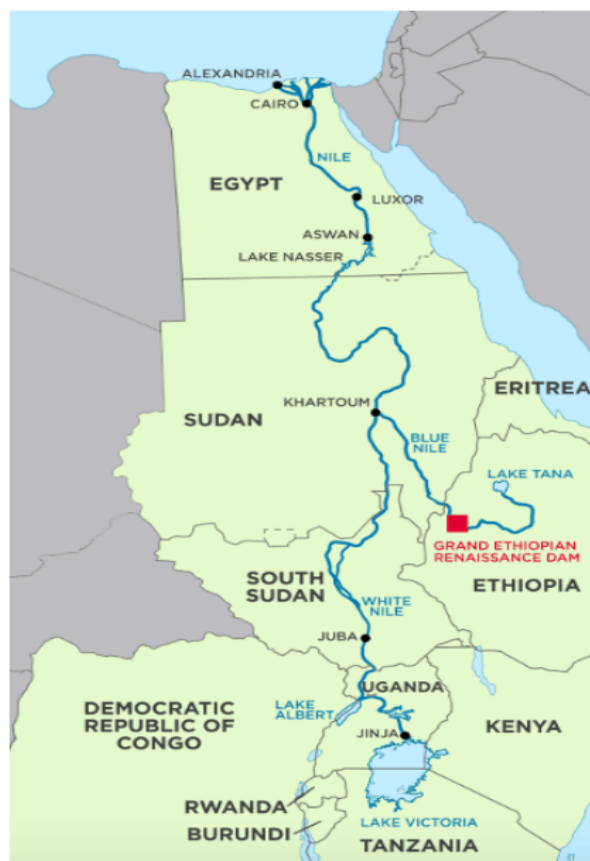 ALEXANDRIA
CAIRO
NILE
EGYPT
LUXOR
ASWAN
LAKE NASSER
ERITREA
KHARTOUM
SUDAN
BLUE
NILE
LAKE TANA
GRAND ETHIOPIAN
RENAISSANCE DAM
ETHIOPIA
SOUTH
SUDAN
WHITE
NILE
JUBA
UGANDA
LAKE
ALBERT
DEMOCRATIC
REPUBLIC OF
CONGO
KENYA
JINJA
RWANDA
BURUNDI
LAKE VICTORIA
TANZANIA